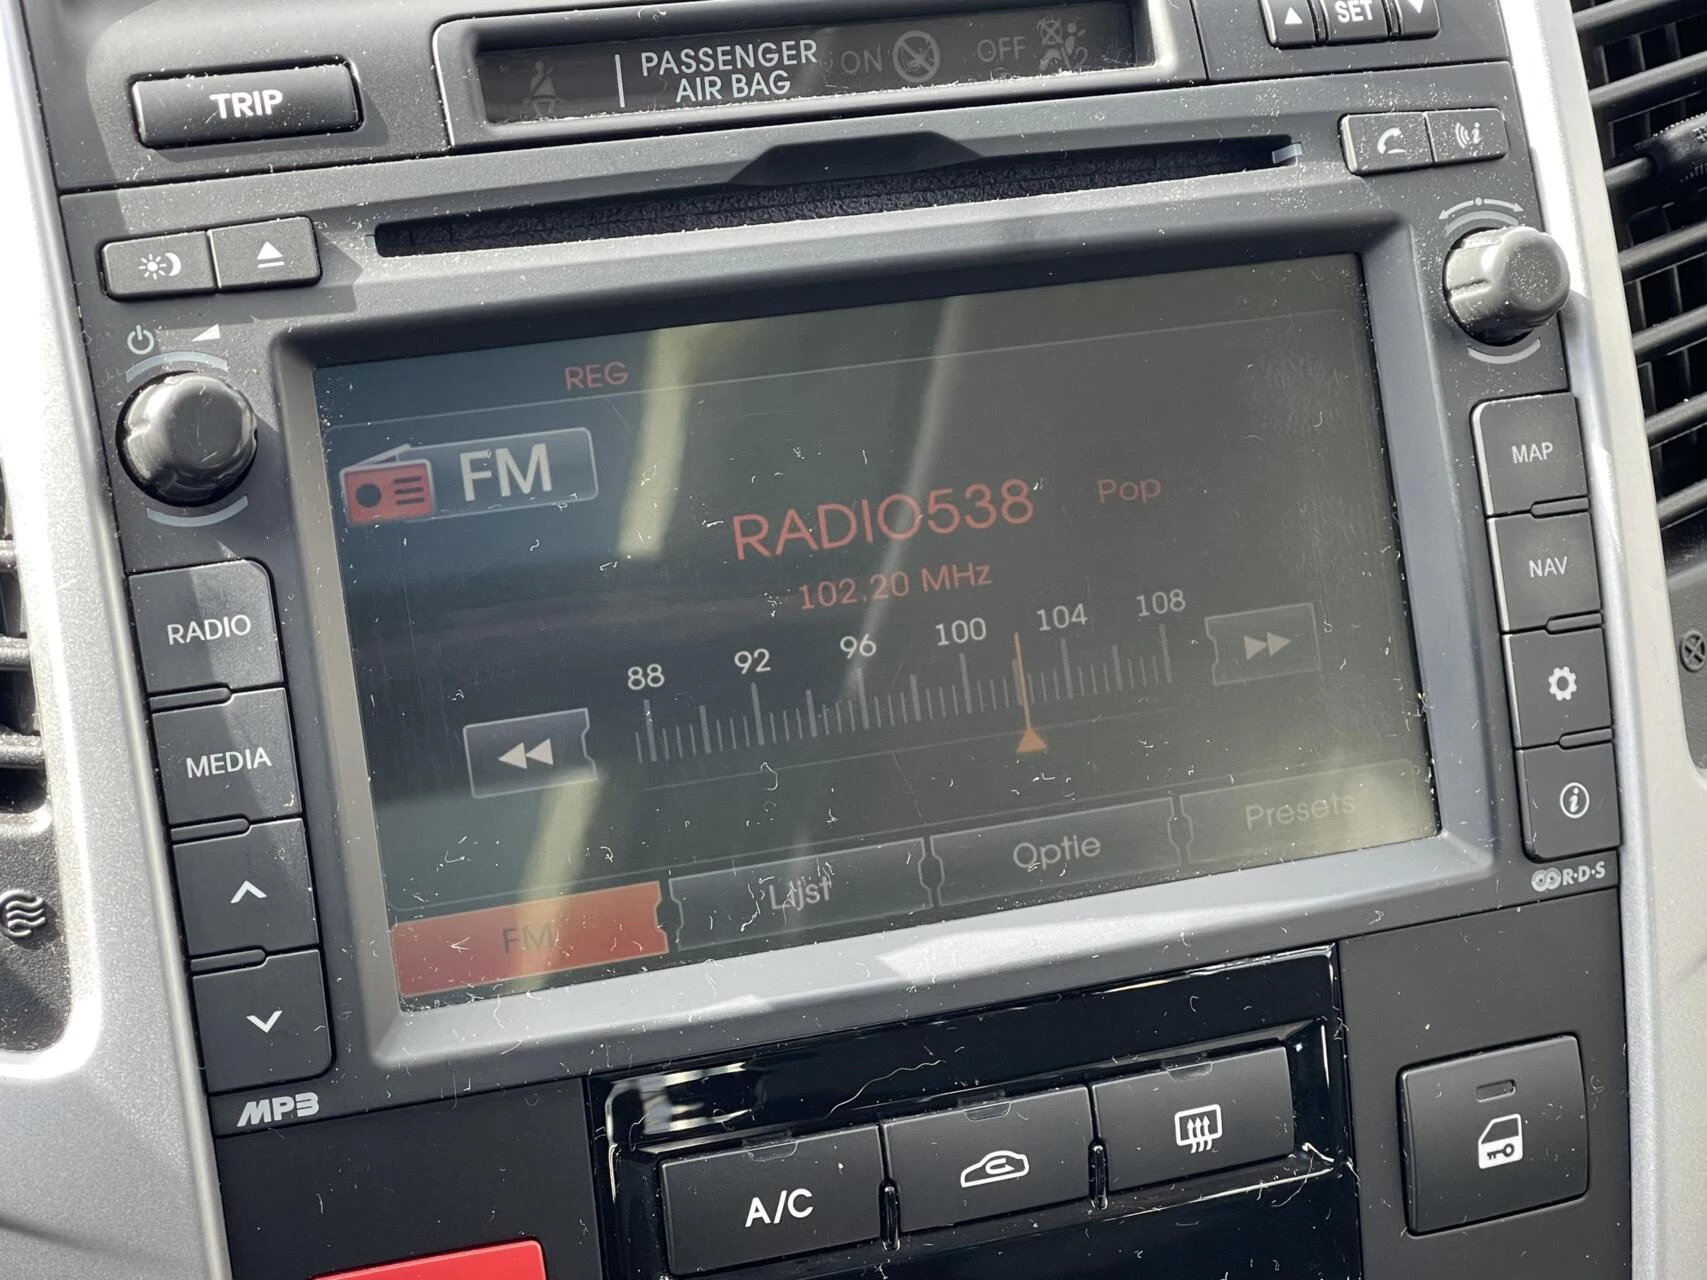 SET
PASSENGER
AIR BAG
ON
OFF
2
TRIP
REG
FM
RADIO538
Pop
102.20 MHz
88 92 96 100 104 108
RADIO
MEDIA
MAP
NAV
FM
Lijst
Optie
Presets
R·D·S
MP3
A/C